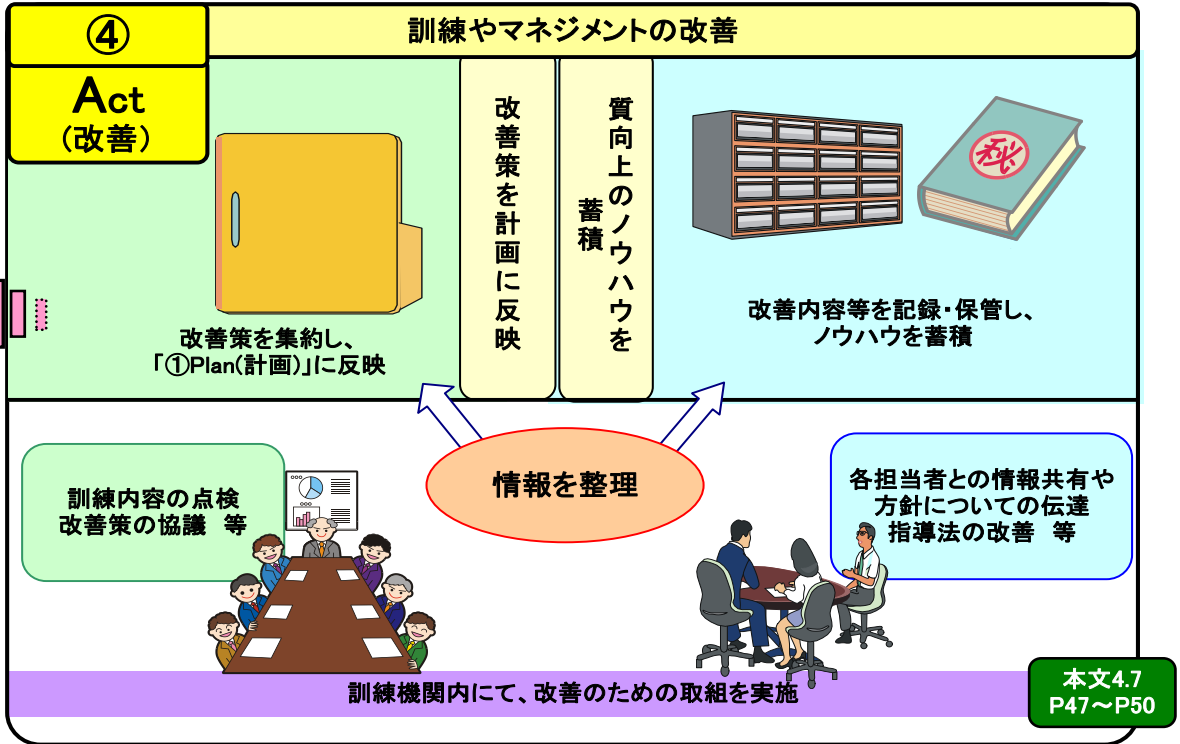 ④
Act
(改善)
訓練やマネジメントの改善
改善策を計画に反映
質向上のノウハウを
蓄積
秘
改善策を集約し、
「①Plan(計画)」に反映
改善内容等を記録・保管し、
ノウハウを蓄積
情報を整理
訓練内容の点検
改善策の協議　等
各担当者との情報共有や
方針についての伝達
指導法の改善　等
訓練機関内にて、改善のための取組を実施
本文4.7
P47～P50